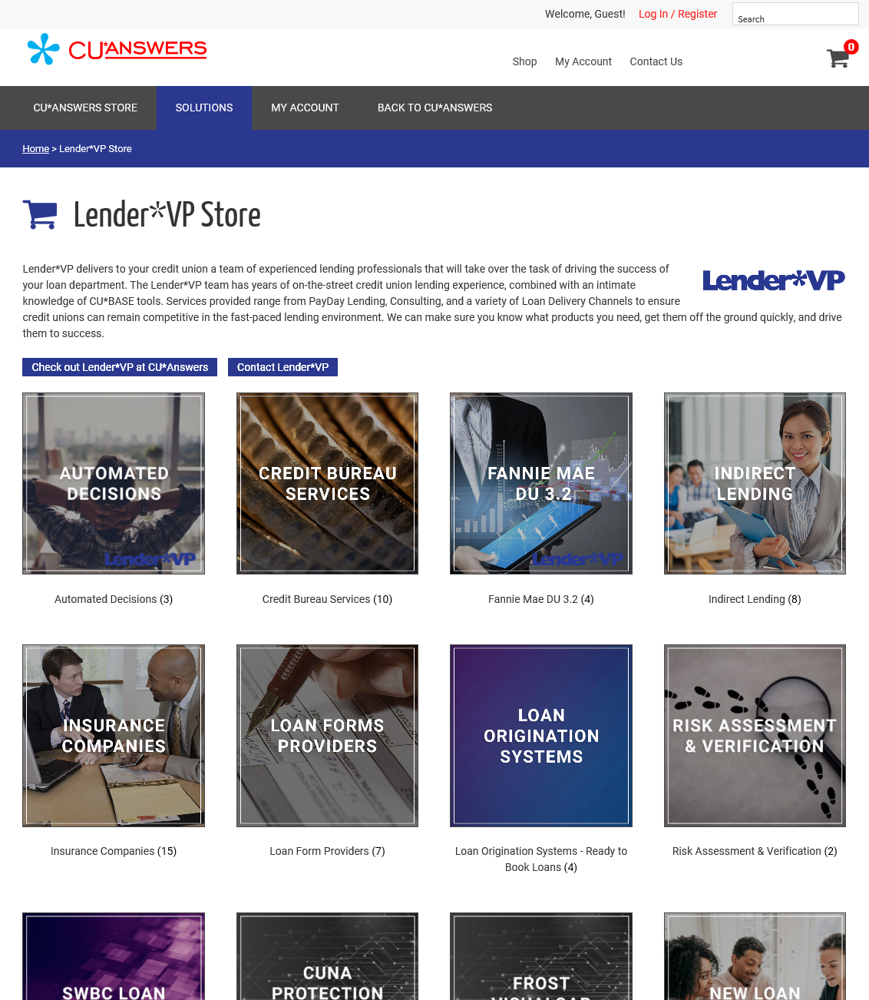 Welcome, Guest!
Log In / Register
Search
CU*ANSWERS
Shop
My Account
Contact Us
0
CU*ANSWERS STORE
SOLUTIONS
MY ACCOUNT
BACK TO CU*ANSWERS
Home > Lender*VP Store
Lender*VP Store
Lender*VP delivers to your credit union a team of experienced lending professionals that will take over the task of driving the success of
your loan department. The Lender*VP team has years of on-the-street credit union lending experience, combined with an intimate
knowledge of CU*BASE tools. Services provided range from PayDay Lending, Consulting, and a variety of Loan Delivery Channels to ensure
credit unions can remain competitive in the fast-paced lending environment. We can make sure you know what products you need, get them off the ground quickly, and drive
them to success.
Lender*VP
Check out Lender*VP at CU*Answers
Contact Lender*VP
AUTOMATED
DECISIONS
Lender*VP
CREDIT BUREAU
SERVICES
FANNIE MAE
DU 3.2
Lender*VP
INDIRECT
LENDING
Automated Decisions (3)
Credit Bureau Services (10)
Fannie Mae DU 3.2 (4)
Indirect Lending (8)
INSURANCE
COMPANIES
LOAN FORMS
PROVIDERS
LOAN
ORIGINATION
SYSTEMS
RISK ASSESSMENT
& VERIFICATION
Insurance Companies (15)
Loan Form Providers (7)
Loan Origination Systems - Ready to
Book Loans (4)
Risk Assessment & Verification (2)
SWBC LOAN
CUNA
PROTECTION
FROST
NEW LOAN